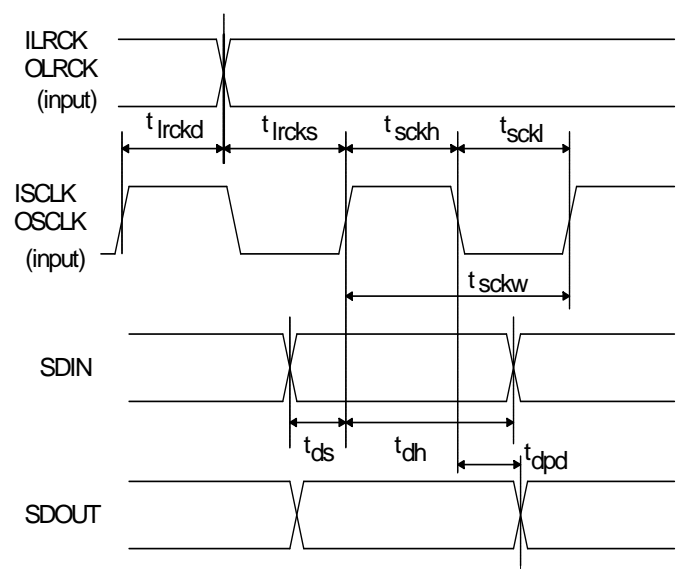 ILRCK
OLRCK
(input)
t lrckd
t lrcks
t sckh
t sckl
ISCLK
OSCLK
(input)
t sckw
SDIN
t ds
t dh
t dpd
SDOUT